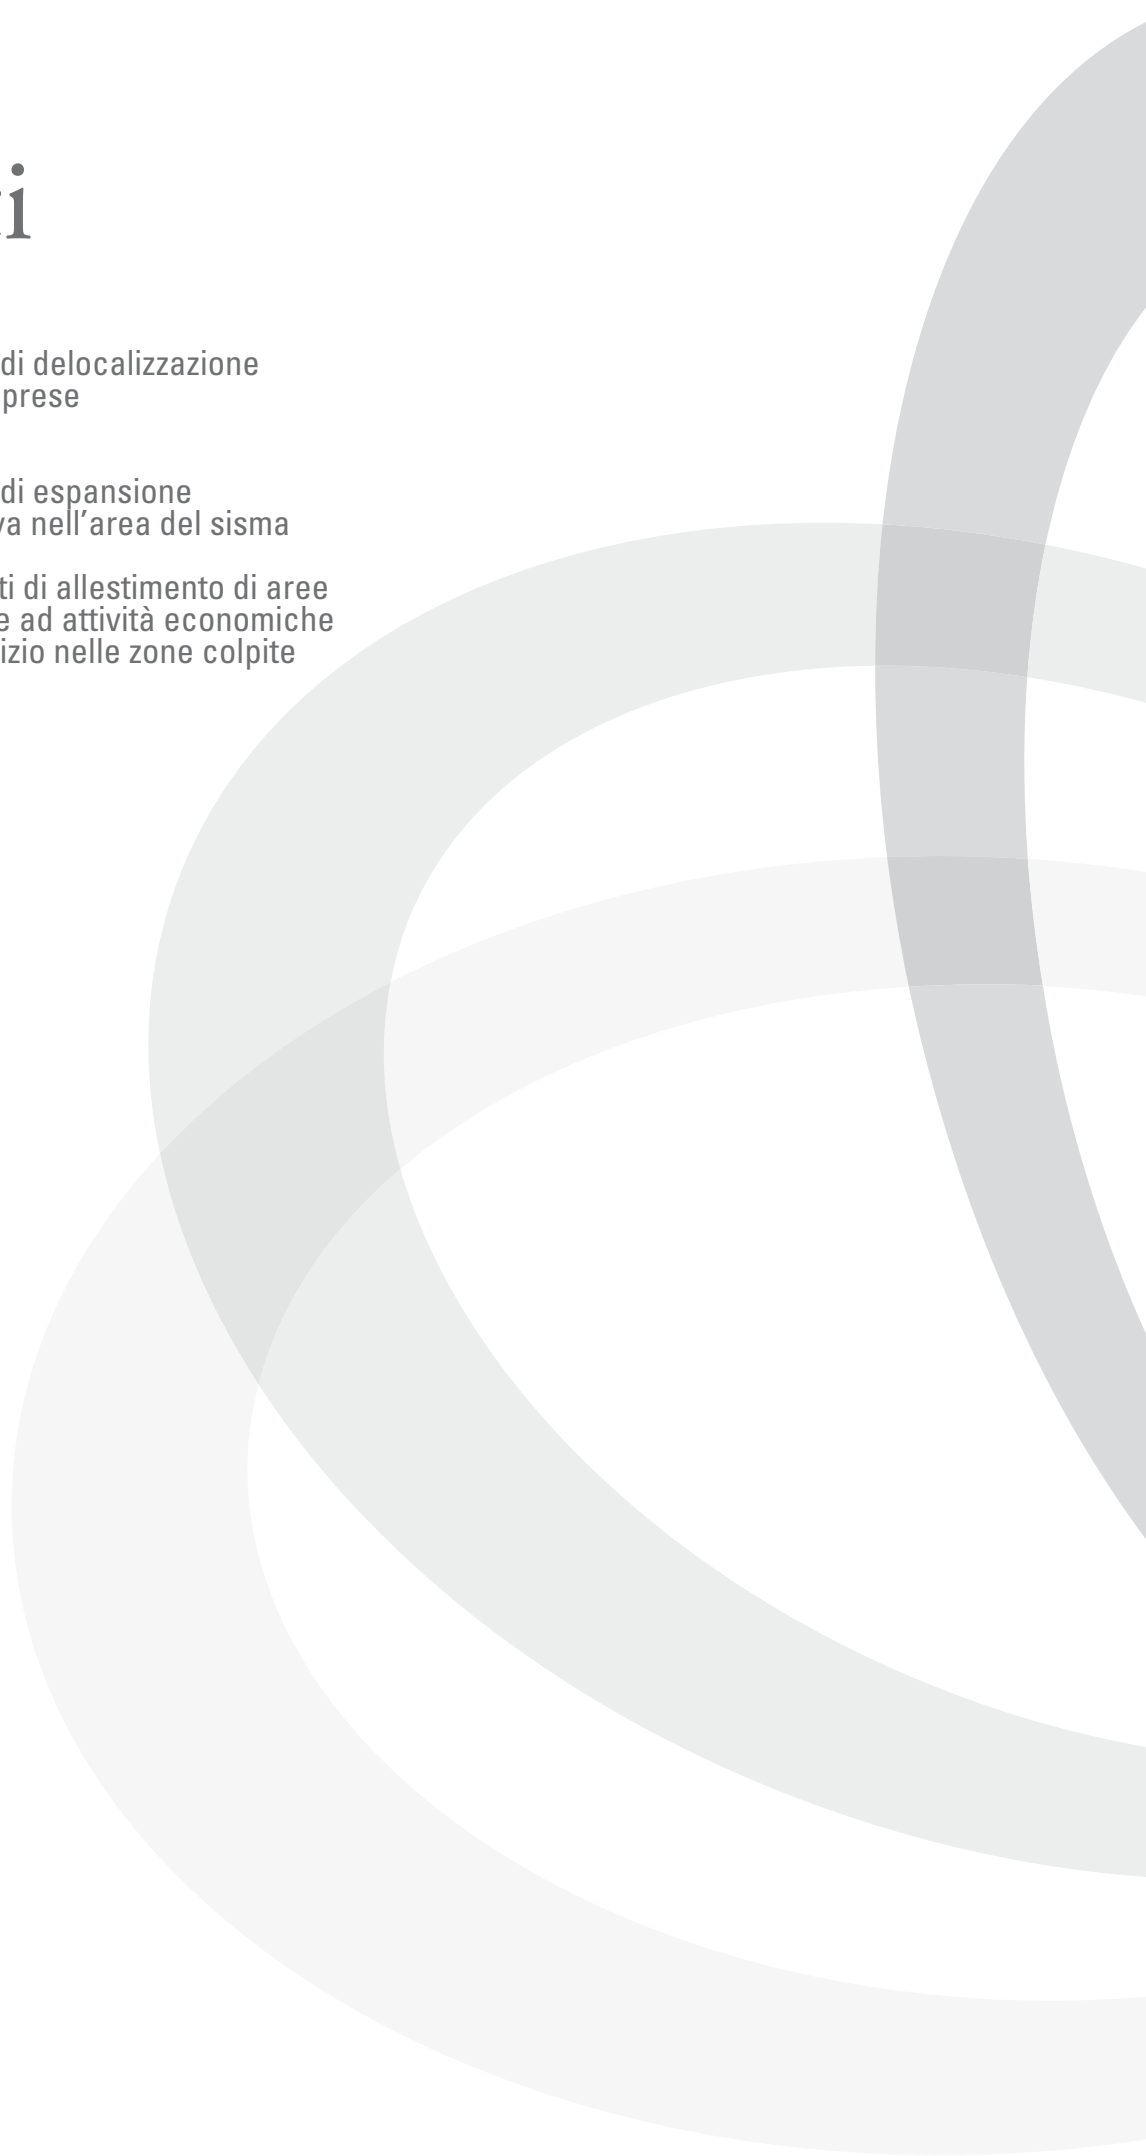 i
di delocalizzazione
prese
di espansione
va nell’area del sisma
ti di allestimento di aree
e ad attività economiche
izio nelle zone colpite